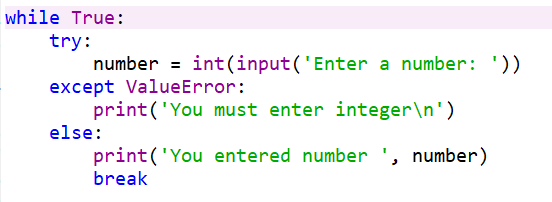 while True:
    try:
        number = int(input('Enter a number: '))
    except ValueError:
        print('You must enter integer\n')
    else:
        print('You entered number ', number)
        break